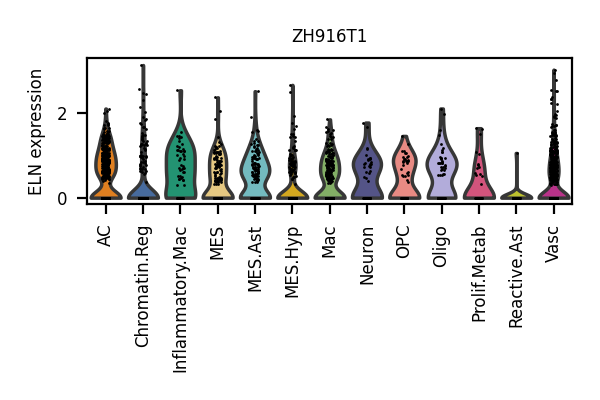 ZH916T1
ELN expression
2
0
AC
Chromatin.Reg
Inflammatory.Mac
MES
MES.Ast
MES.Hyp
Mac
Neuron
OPC
Oligo
Prolif.Metab
Reactive.Ast
Vasc